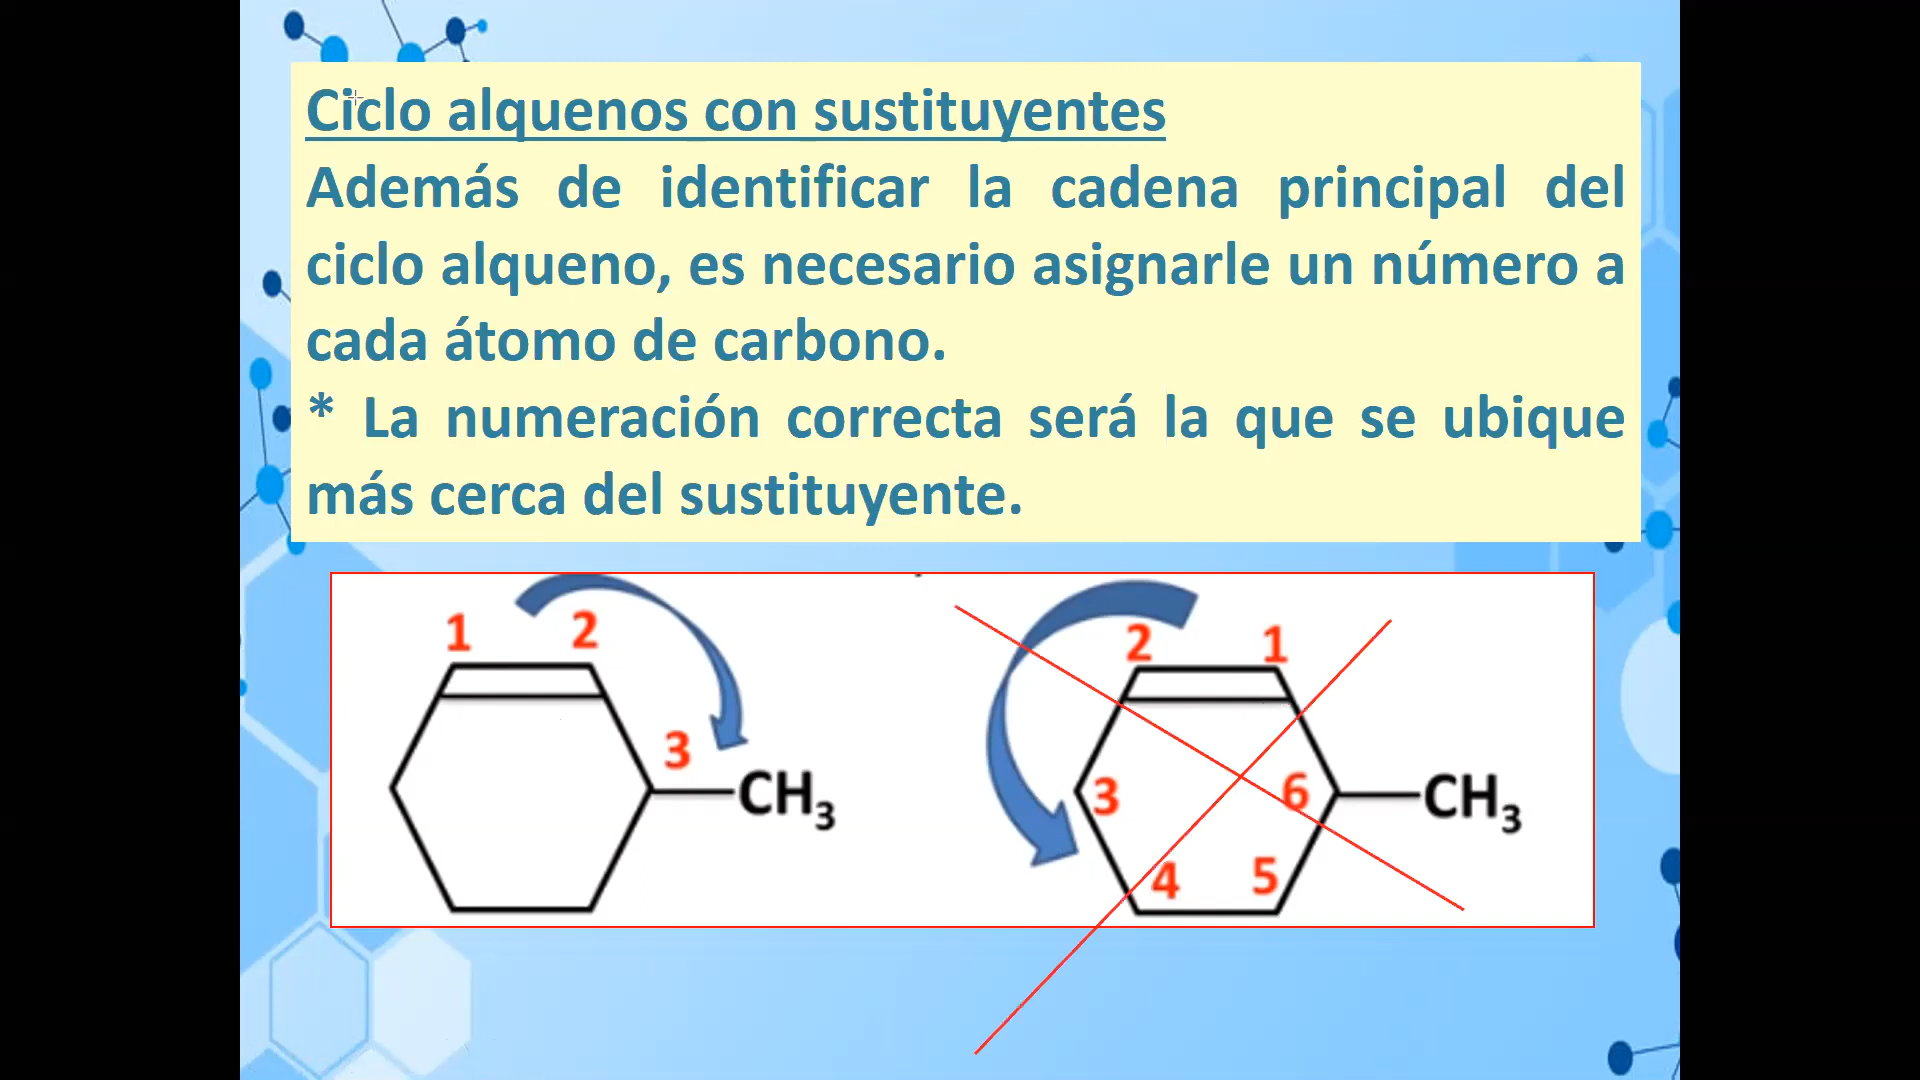 Ciclo alquenos con sustituyentes
Además de identificar la cadena principal del
ciclo alqueno, es necesario asignarle un número a
cada átomo de carbono.
* La numeración correcta será la que se ubique
más cerca del sustituyente.
1 2
3
CH₃
2 1
3 6
CH₃
4 5